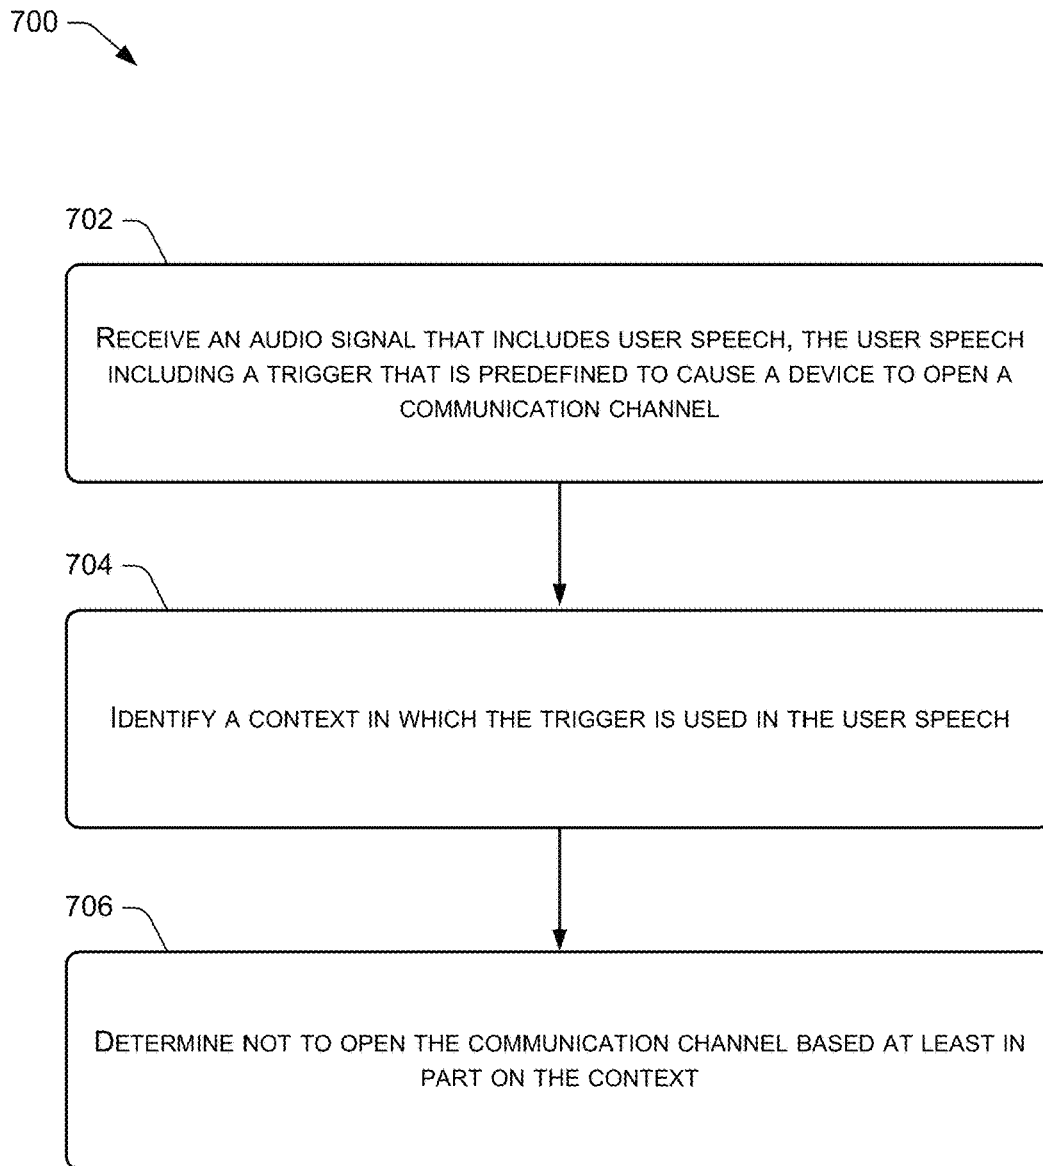 700
702
RECEIVE AN AUDIO SIGNAL THAT INCLUDES USER SPEECH, THE USER SPEECH
INCLUDING A TRIGGER THAT IS PREDEFINED TO CAUSE A DEVICE TO OPEN A
COMMUNICATION CHANNEL
704
IDENTIFY A CONTEXT IN WHICH THE TRIGGER IS USED IN THE USER SPEECH
706
DETERMINE NOT TO OPEN THE COMMUNICATION CHANNEL BASED AT LEAST IN
PART ON THE CONTEXT